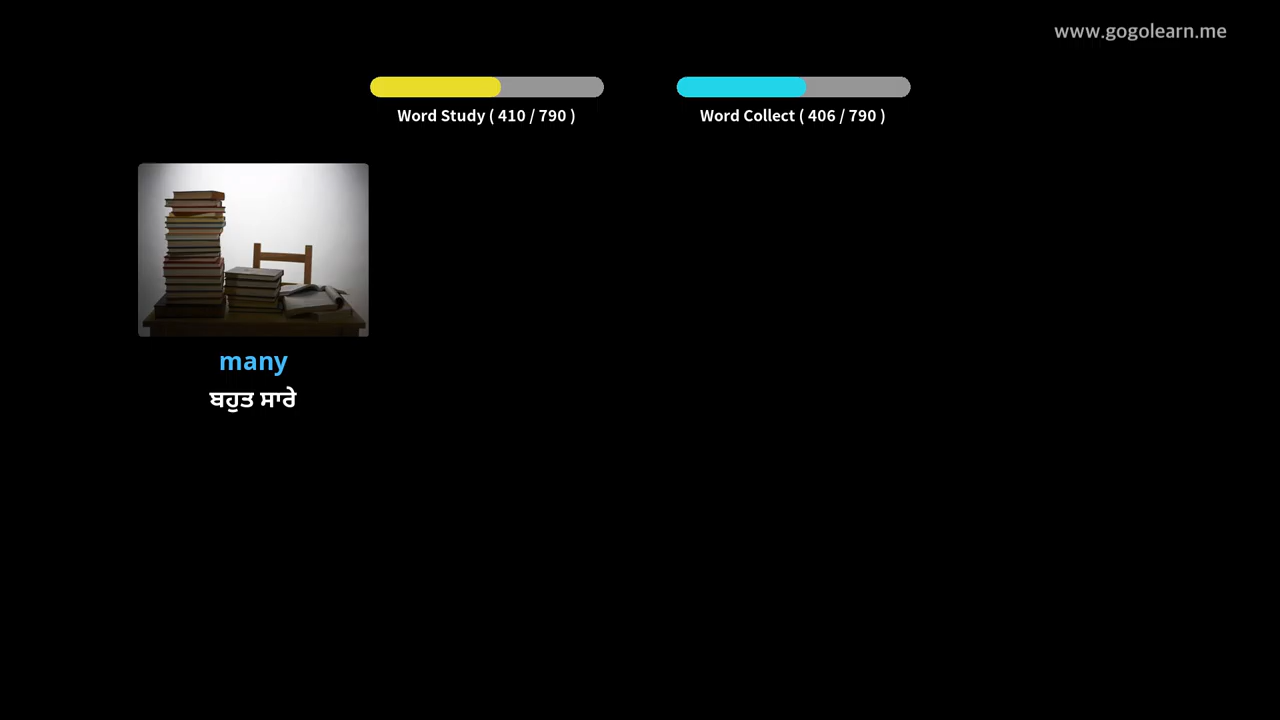 www.gogolearn.me
Word Study ( 410 / 790 )
Word Collect ( 406 / 790 )
many
ਬਹੁਤ ਸਾਰੇ